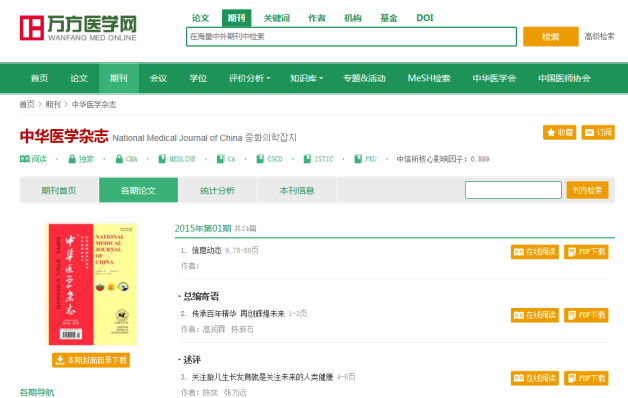 万方医学网
WANFANG MED ONLINE
论文 期刊 关键词 作者 机构 基金 DOI
在海量中外期刊中检索
检索
高级检索
首页 论文 期刊 会议 学位 评价分析 知识库 专题&活动 MeSH检索 中华医学会 中国医师协会
首页 > 期刊 > 中华医学杂志
中华医学杂志 National Medical Journal of China 중화의학잡지
收藏 订阅
阅读 · 独家 · CMA · MEDLINE · CA · CSCD · ISTIC · PKU · 中信所核心影响因子: 0.889
期刊首页 各期论文 统计分析 本刊信息
刊内检索
中华医学杂志
NATIONAL
MEDICAL
JOURNAL
OF
CHINA
本期封面目录下载
各期导航
2015年第01期 共24篇
1. 信息动态 9,78-80页
在线阅读 PDF下载
作者:
· 总编寄语
2. 传承百年精华 再创辉煌未来 1-3页
在线阅读 PDF下载
作者: 高润霖 陈新石
· 述评
3. 关注胎儿生长发育就是关注未来的人类健康 4-6页
在线阅读 PDF下载
作者: 陈奕 张为远